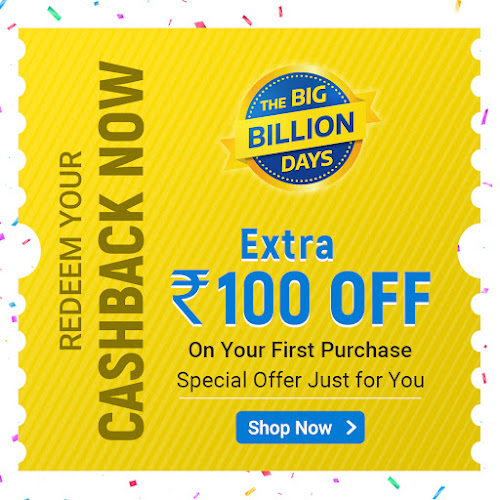 REDEEM YOUR
CASHBACK NOW
THE BIG
BILLION
DAYS
Extra
₹100 OFF
On Your First Purchase
Special Offer Just for You
Shop Now >